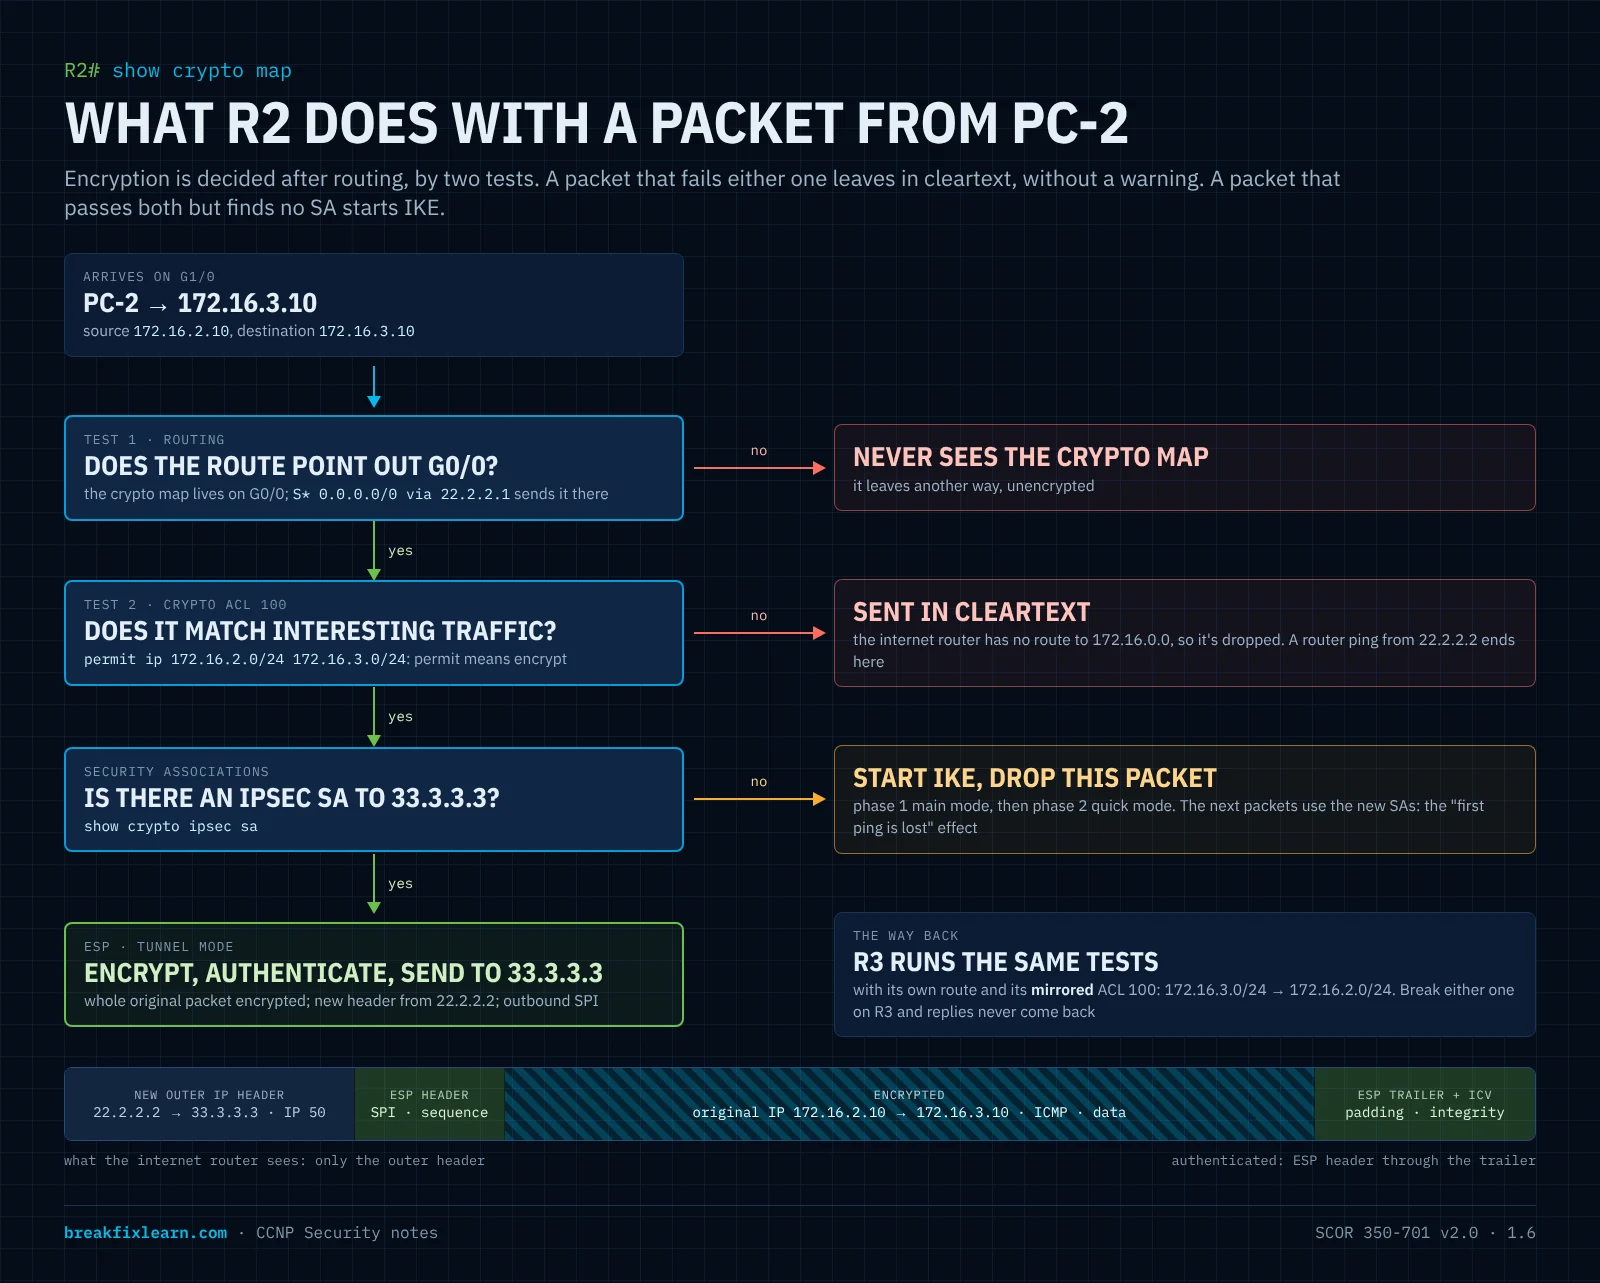 R2# show crypto map
WHAT R2 DOES WITH A PACKET FROM PC-2
Encryption is decided after routing, by two tests. A packet that fails either one leaves in cleartext, without a warning. A packet that
passes both but finds no SA starts IKE.
ARRIVES ON G1/0
PC-2 → 172.16.3.10
source 172.16.2.10, destination 172.16.3.10
TEST 1 · ROUTING
DOES THE ROUTE POINT OUT G0/0?
the crypto map lives on G0/0; S* 0.0.0.0/0 via 22.2.2.1 sends it there
no
NEVER SEES THE CRYPTO MAP
it leaves another way, unencrypted
yes
TEST 2 · CRYPTO ACL 100
DOES IT MATCH INTERESTING TRAFFIC?
permit ip 172.16.2.0/24 172.16.3.0/24: permit means encrypt
no
SENT IN CLEARTEXT
the internet router has no route to 172.16.0.0, so it's dropped. A router ping from 22.2.2.2 ends
here
yes
SECURITY ASSOCIATIONS
IS THERE AN IPSEC SA TO 33.3.3.3?
show crypto ipsec sa
no
START IKE, DROP THIS PACKET
phase 1 main mode, then phase 2 quick mode. The next packets use the new SAs: the "first
ping is lost" effect
yes
ESP · TUNNEL MODE
ENCRYPT, AUTHENTICATE, SEND TO 33.3.3.3
whole original packet encrypted; new header from 22.2.2.2; outbound SPI
THE WAY BACK
R3 RUNS THE SAME TESTS
with its own route and its mirrored ACL 100: 172.16.3.0/24 → 172.16.2.0/24. Break either one
on R3 and replies never come back
NEW OUTER IP HEADER
22.2.2.2 → 33.3.3.3 · IP 50
ESP HEADER
SPI · sequence
ENCRYPTED
original IP 172.16.2.10 → 172.16.3.10 · ICMP · data
ESP TRAILER + ICV
padding · integrity
what the internet router sees: only the outer header
authenticated: ESP header through the trailer
breakfixlearn.com · CCNP Security notes
SCOR 350-701 v2.0 · 1.6